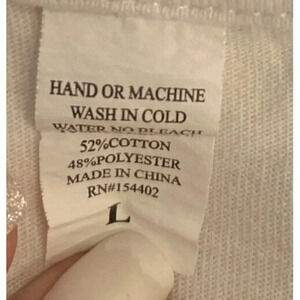 HAND OR MACHINE
WASH IN COLD
WATER NO BLEACH
52%COTTON
48%POLYESTER
MADE IN CHINA
RN#154402
L